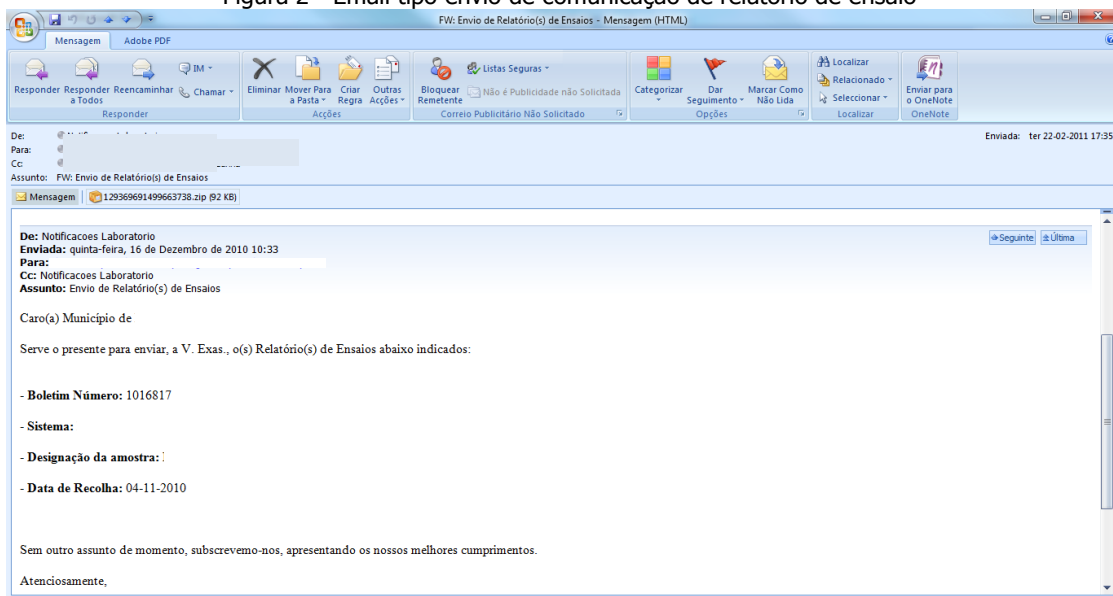 Figura 2 - Email tipo envio de comunicação de relatório de ensaio
FW: Envio de Relatório(s) de Ensaios - Mensagem (HTML)
Mensagem Adobe PDF
Responder Responder a Todos Reencaminhar IM Chamar
Eliminar Mover Para a Pasta Criar Regra Outras Acções
Bloquear Remetente Listas Seguras Não é Publicidade não Solicitada
Categorizar Dar Seguimento Marcar Como Não Lida
Localizar Relacionado Seleccionar
Enviar para o OneNote
Responder Acções Correio Publicitário Não Solicitado Opções Localizar OneNote
De:
Enviada: ter 22-02-2011 17:35
Para:
Cc:
Assunto: FW: Envio de Relatório(s) de Ensaios
Mensagem 129369691499663738.zip (92 KB)
De: Notificacoes Laboratorio
Seguinte Última
Enviada: quinta-feira, 16 de Dezembro de 2010 10:33
Para:
Cc: Notificacoes Laboratorio
Assunto: Envio de Relatório(s) de Ensaios
Caro(a) Município de
Serve o presente para enviar, a V. Exas., o(s) Relatório(s) de Ensaios abaixo indicados:
- Boletim Número: 1016817
- Sistema:
- Designação da amostra:
- Data de Recolha: 04-11-2010
Sem outro assunto de momento, subscrevemo-nos, apresentando os nossos melhores cumprimentos.
Atenciosamente,